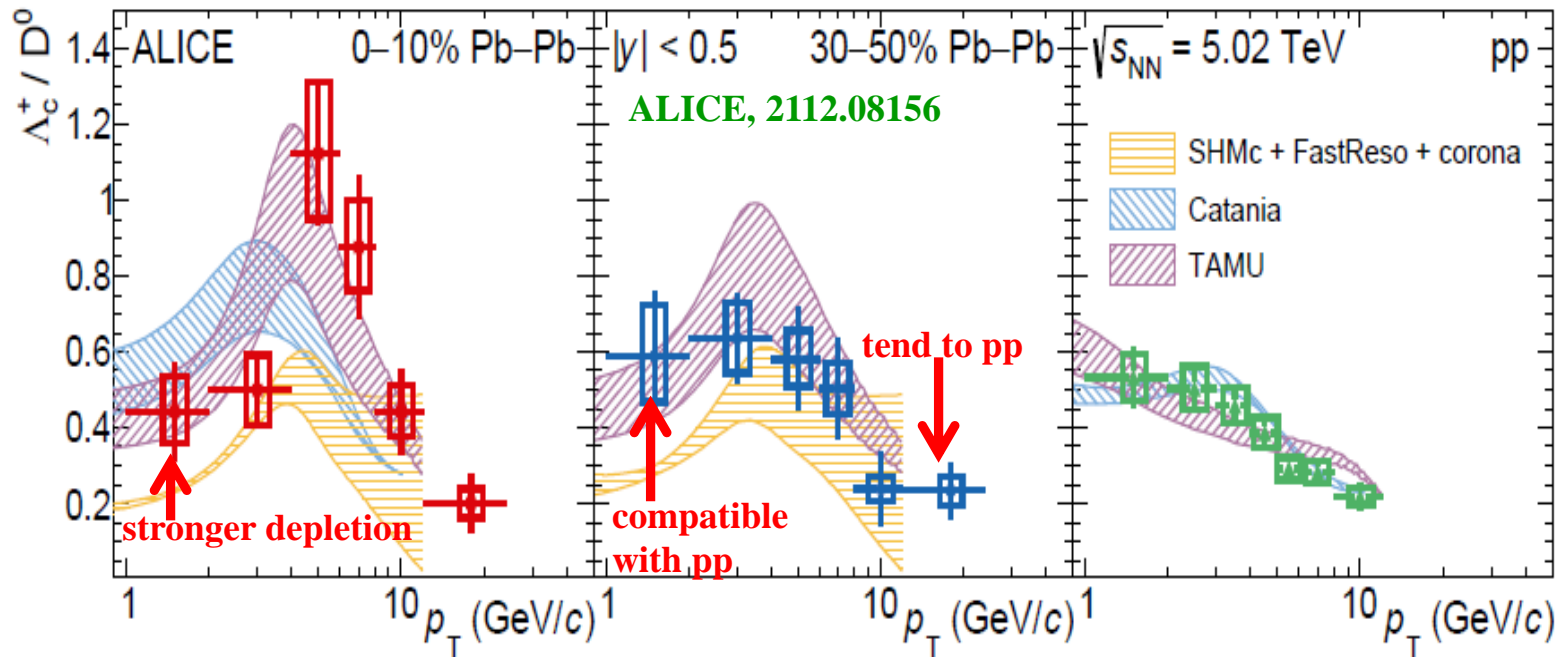 Λc+ / D0
ALICE 0–10% Pb–Pb
|y| < 0.5 30–50% Pb–Pb
√sNN = 5.02 TeV pp
ALICE, 2112.08156
SHMc + FastReso + corona
Catania
TAMU
1.4
1.2
1
0.8
0.6
0.4
0.2
stronger depletion
compatible
with pp
tend to pp
1 10 pT (GeV/c)
1 10 pT (GeV/c)
1 10 pT (GeV/c)